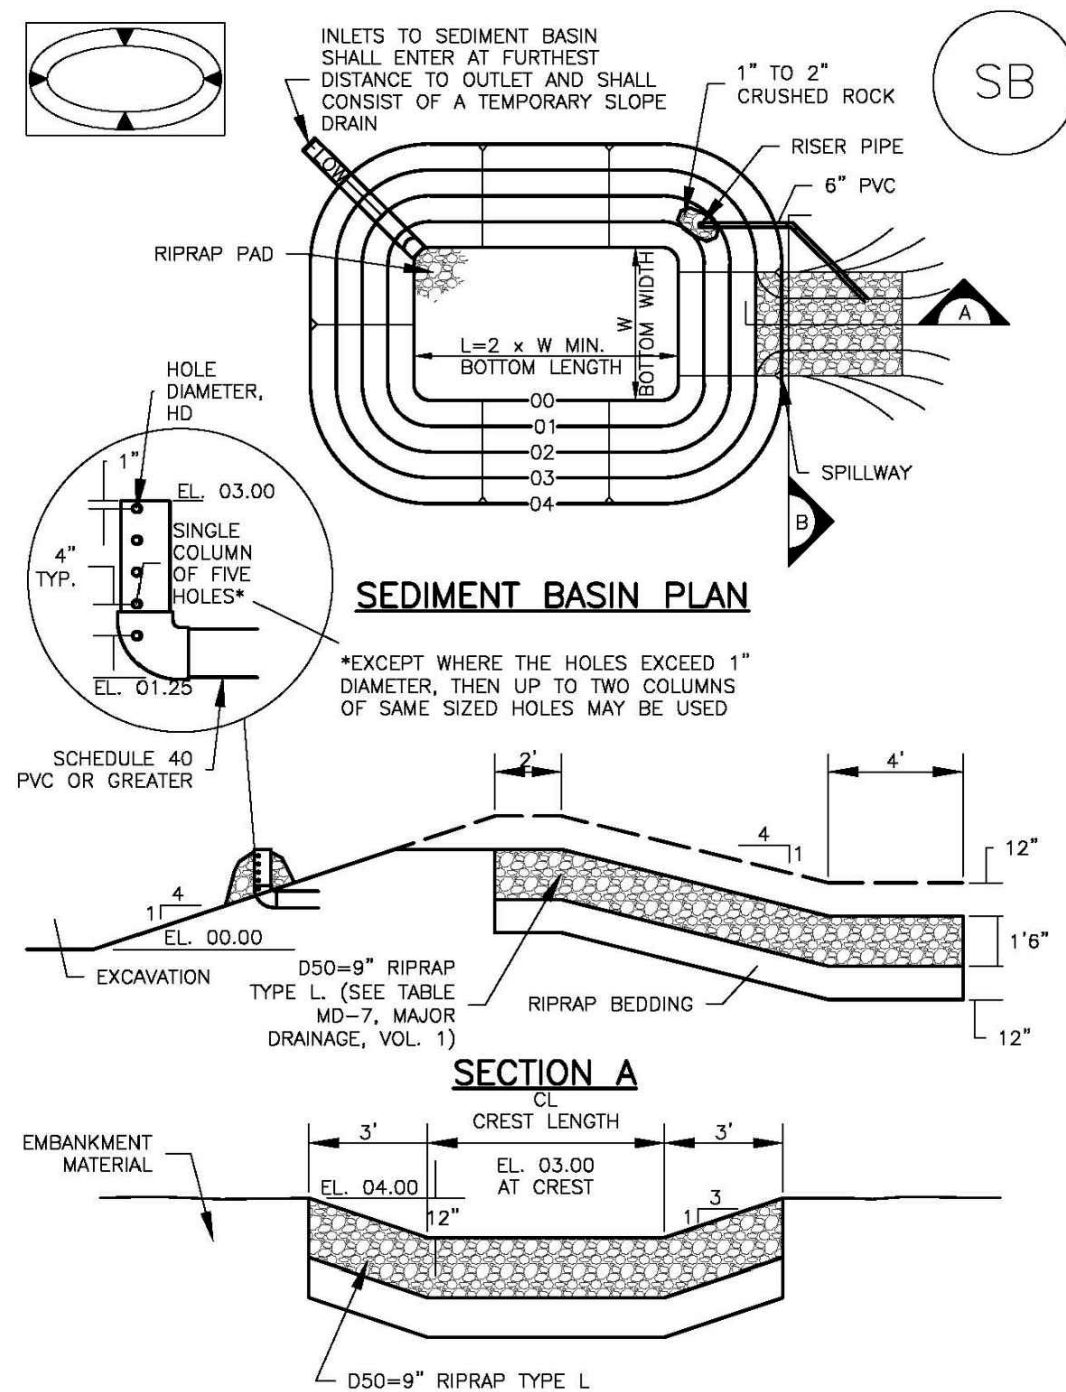 INLETS TO SEDIMENT BASIN
SHALL ENTER AT FURTHEST
DISTANCE TO OUTLET AND SHALL
CONSIST OF A TEMPORARY SLOPE
DRAIN
1" TO 2"
CRUSHED ROCK
SB
RISER PIPE
6" PVC
FLOW
RIPRAP PAD
A
W
BOTTOM WIDTH
L=2 x W MIN.
BOTTOM LENGTH
00
01
02
03
04
SPILLWAY
B
HOLE
DIAMETER,
HD
1"
EL. 03.00
SINGLE
COLUMN
OF FIVE
HOLES*
4"
TYP.
EL. 01.25
SEDIMENT BASIN PLAN
*EXCEPT WHERE THE HOLES EXCEED 1"
DIAMETER, THEN UP TO TWO COLUMNS
OF SAME SIZED HOLES MAY BE USED
SCHEDULE 40
PVC OR GREATER
2'
4'
4
1
12"
4
1
EL. 00.00
1'6"
EXCAVATION
D50=9" RIPRAP
TYPE L. (SEE TABLE
MD-7, MAJOR
DRAINAGE, VOL. 1)
RIPRAP BEDDING
12"
SECTION A
CL
CREST LENGTH
3'
3'
EMBANKMENT
MATERIAL
EL. 04.00
EL. 03.00
AT CREST
12"
3
1
D50=9" RIPRAP TYPE L